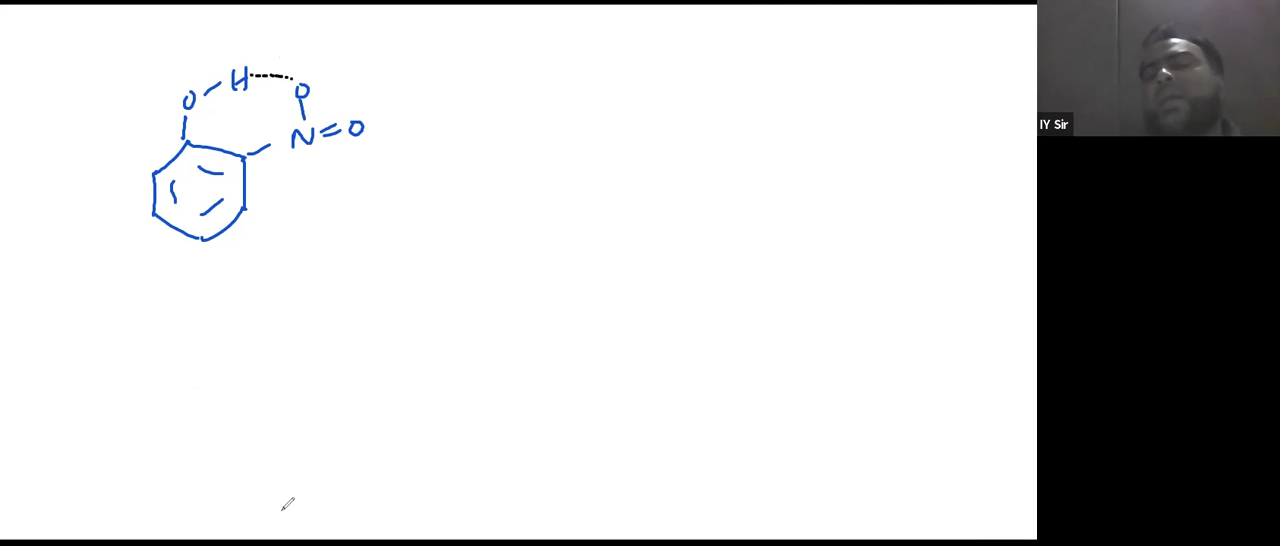 O H O
N = O
IY Sir